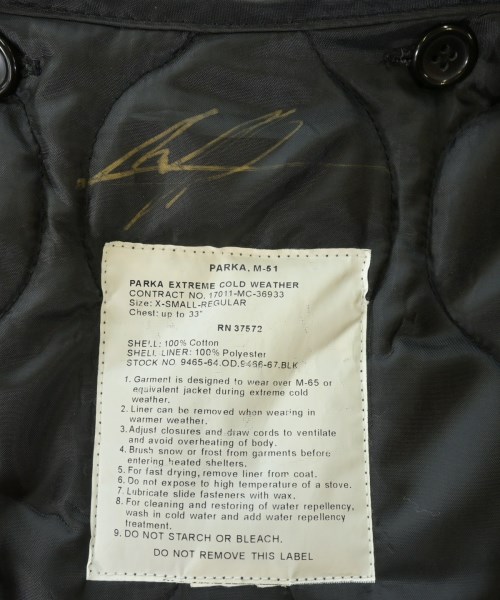 PARKA, M-51
PARKA EXTREME COLD WEATHER
CONTRACT NO. 17011-MC-36933
Size: X-SMALL-REGULAR
Chest: up to 33"
RN 37572
SHELL: 100% Cotton
SHELL LINER: 100% Polyester
STOCK NO. 9465-64.OD,9466-67.BLK
1. Garment is designed to wear over M-65 or
equivalent jacket during extreme cold
weather.
2. Liner can be removed when wearing in
warmer weather.
3. Adjust closures and draw cords to ventilate
and avoid overheating of body.
4. Brush snow or frost from garments before
entering heated shelters.
5. For fast drying, remove liner from coat.
6. Do not expose to high temperature of a stove.
7. Lubricate slide fasteners with wax.
8. For cleaning and restoring of water repellency,
wash in cold water and add water repellency
treatment.
9. DO NOT STARCH OR BLEACH.
DO NOT REMOVE THIS LABEL